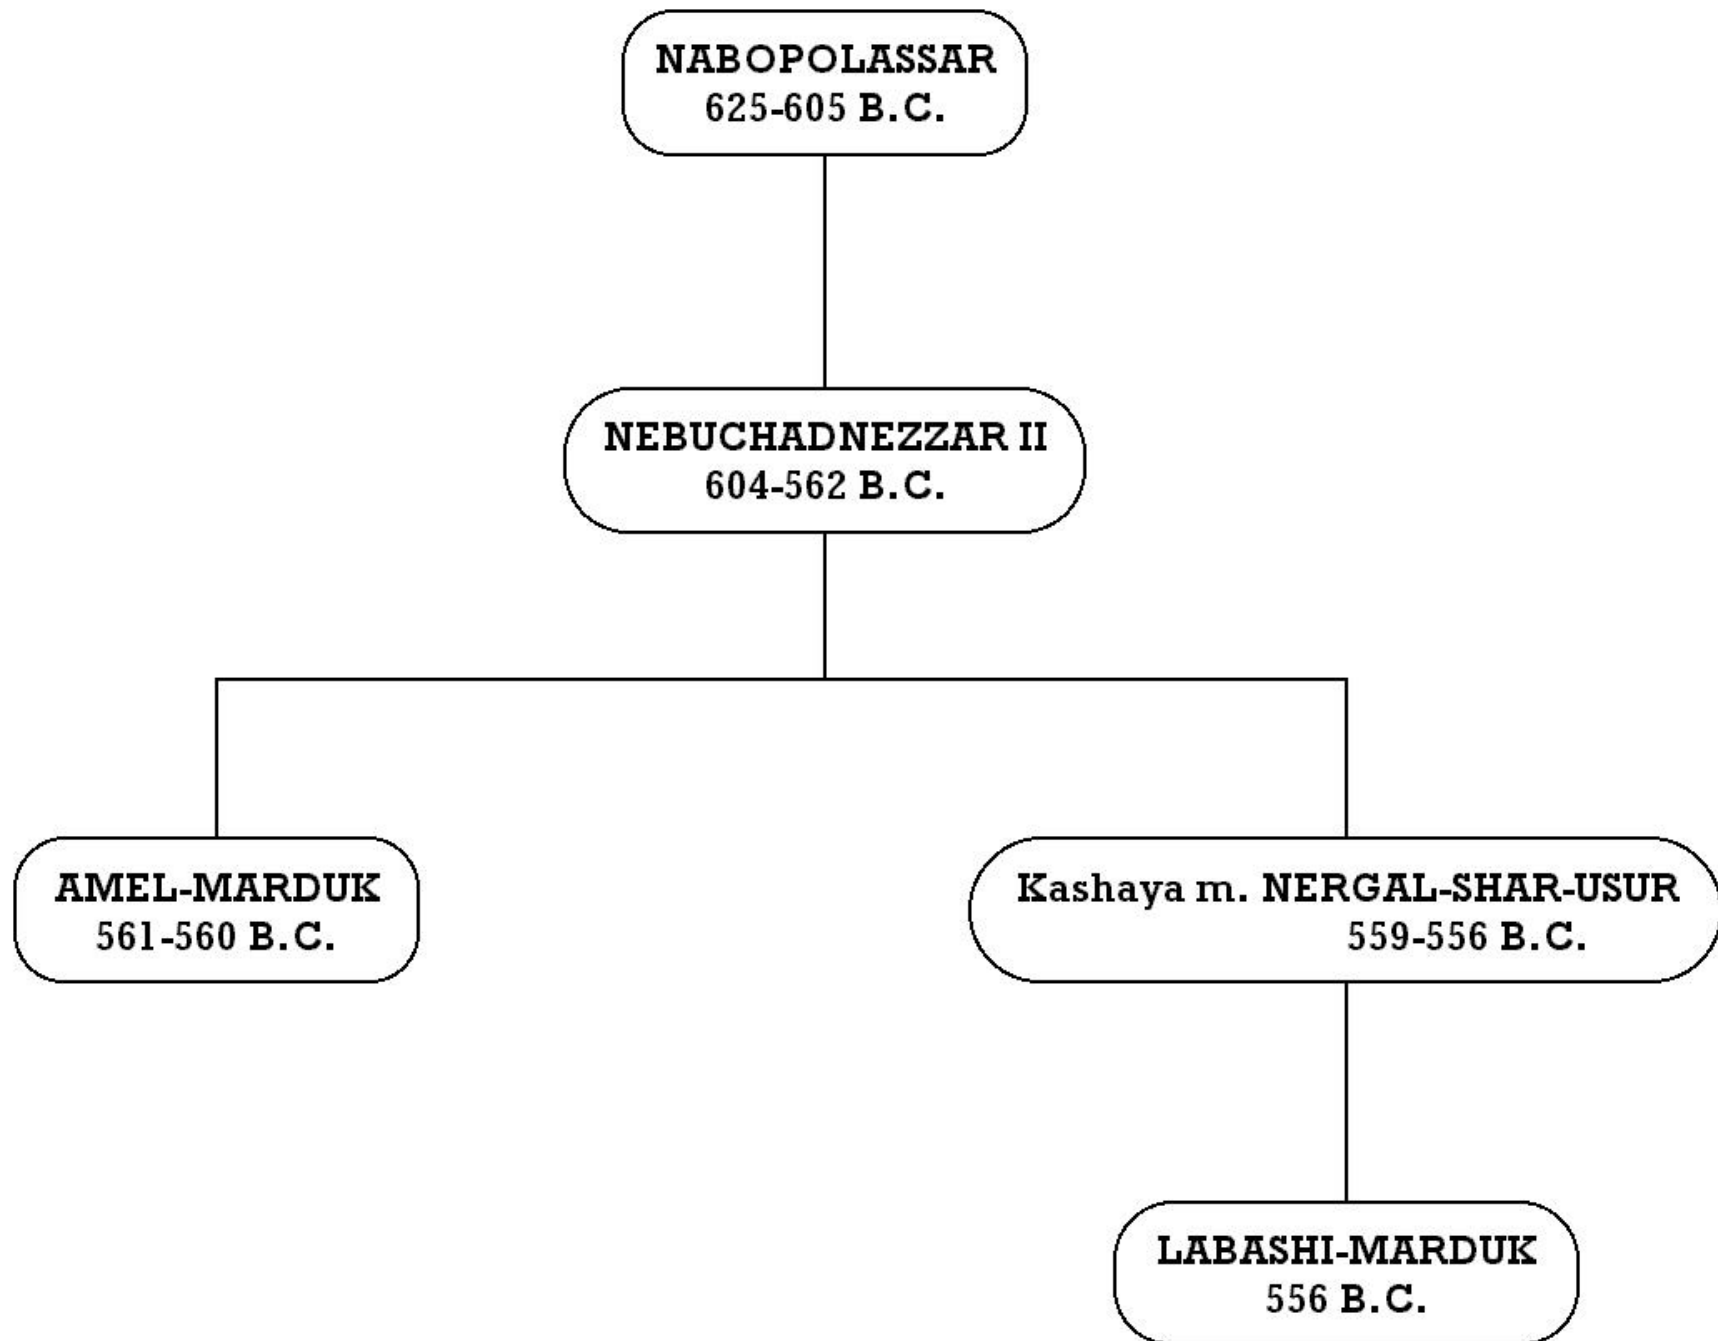 NABOPOLASSAR
625-605 B.C.
NEBUCHADNEZZAR II
604-562 B.C.
AMEL-MARDUK
561-560 B.C.
Kashaya m. NERGAL-SHAR-USUR
559-556 B.C.
LABASHI-MARDUK
556 B.C.